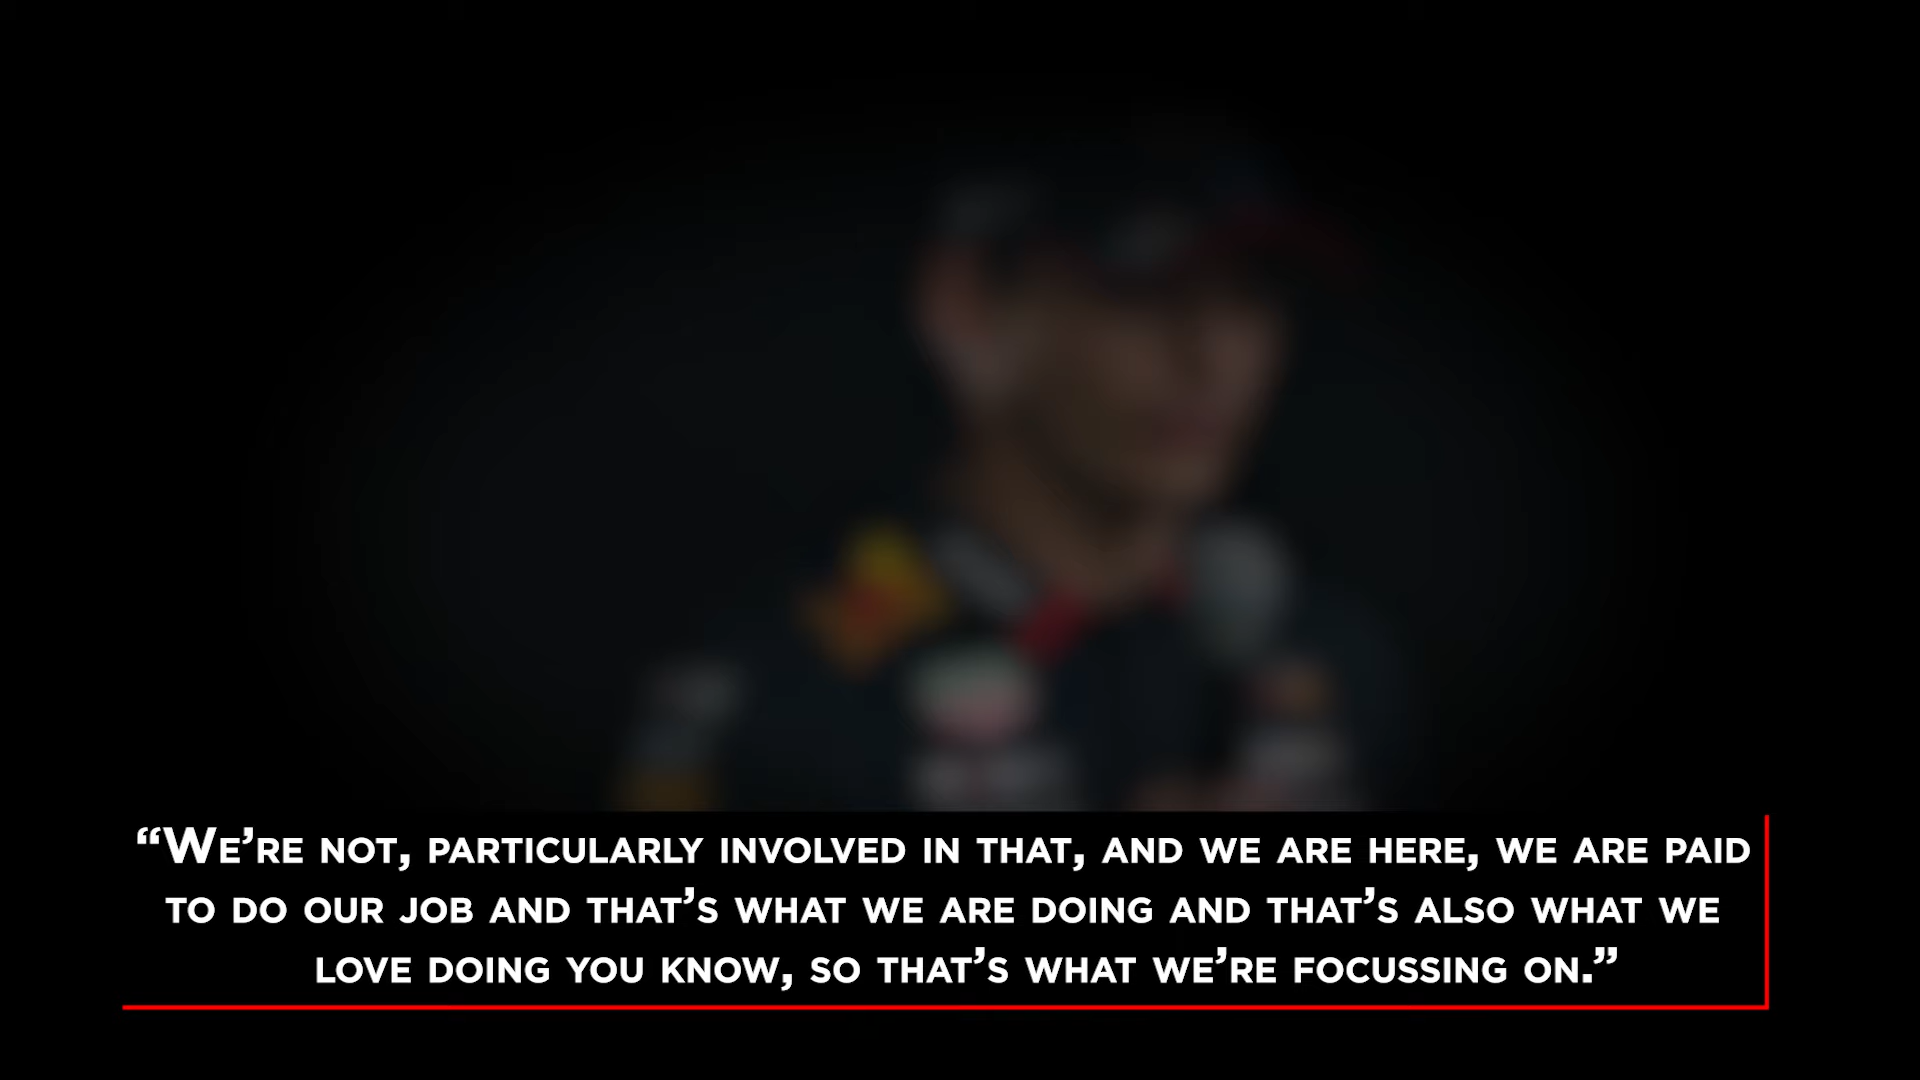 “We’re not, particularly involved in that, and we are here, we are paid
to do our job and that’s what we are doing and that’s also what we
love doing you know, so that’s what we’re focussing on.”